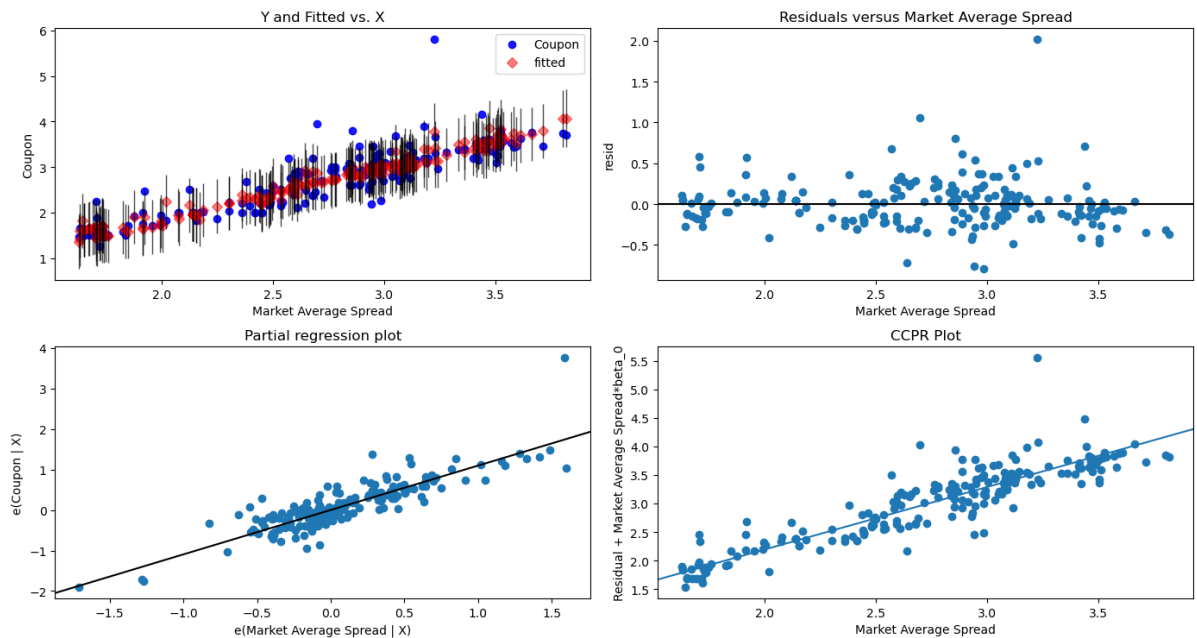 Y and Fitted vs. X
6
5
4
3
2
1
Coupon
Coupon
fitted
2.0 2.5 3.0 3.5
Market Average Spread
Residuals versus Market Average Spread
2.0
1.5
1.0
0.5
0.0
−0.5
resid
2.0 2.5 3.0 3.5
Market Average Spread
Partial regression plot
4
3
2
1
0
−1
−2
e(Coupon | X)
−1.5 −1.0 −0.5 0.0 0.5 1.0 1.5
e(Market Average Spread | X)
CCPR Plot
5.5
5.0
4.5
4.0
3.5
3.0
2.5
2.0
1.5
Residual + Market Average Spread*beta_0
2.0 2.5 3.0 3.5
Market Average Spread